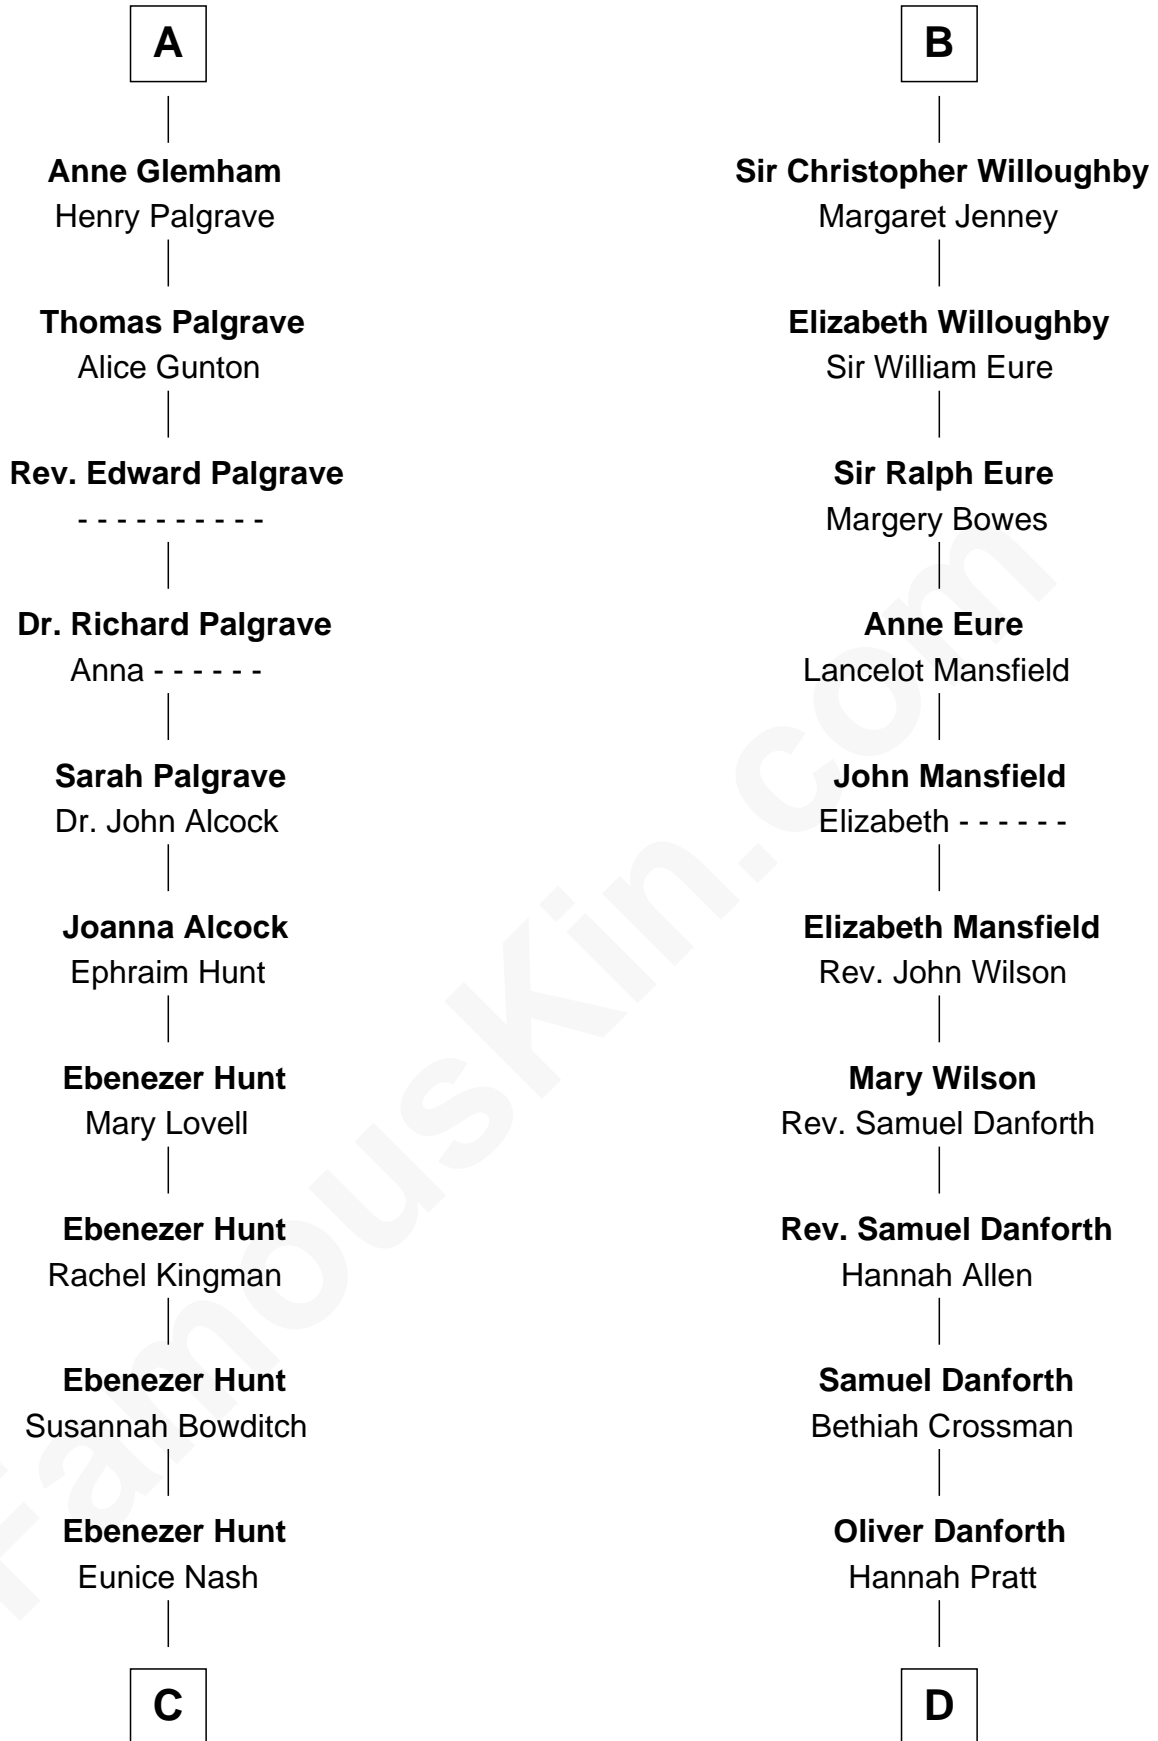 A
Anne Glemham
Henry Palgrave
Thomas Palgrave
Alice Gunton
Rev. Edward Palgrave
- - - - - - - - - -
Dr. Richard Palgrave
Anna - - - - - -
Sarah Palgrave
Dr. John Alcock
Joanna Alcock
Ephraim Hunt
Ebenezer Hunt
Mary Lovell
Ebenezer Hunt
Rachel Kingman
Ebenezer Hunt
Susannah Bowditch
Ebenezer Hunt
Eunice Nash
C
B
Sir Christopher Willoughby
Margaret Jenney
Elizabeth Willoughby
Sir William Eure
Sir Ralph Eure
Margery Bowes
Anne Eure
Lancelot Mansfield
John Mansfield
Elizabeth - - - - - -
Elizabeth Mansfield
Rev. John Wilson
Mary Wilson
Rev. Samuel Danforth
Rev. Samuel Danforth
Hannah Allen
Samuel Danforth
Bethiah Crossman
Oliver Danforth
Hannah Pratt
D
FamousKin.com